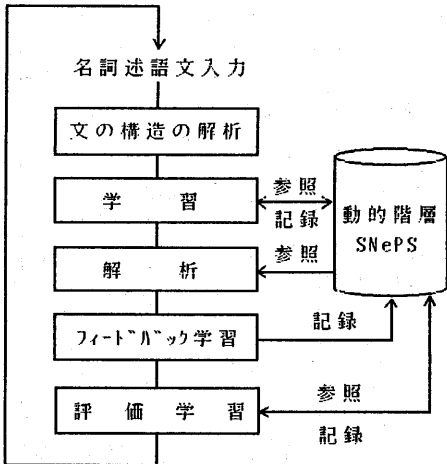 名詞述語文入力
文の構造の解析
学習
参照
記録
動的階層
SNePS
参照
解析
フィードバック学習
記録
参照
評価学習
記録